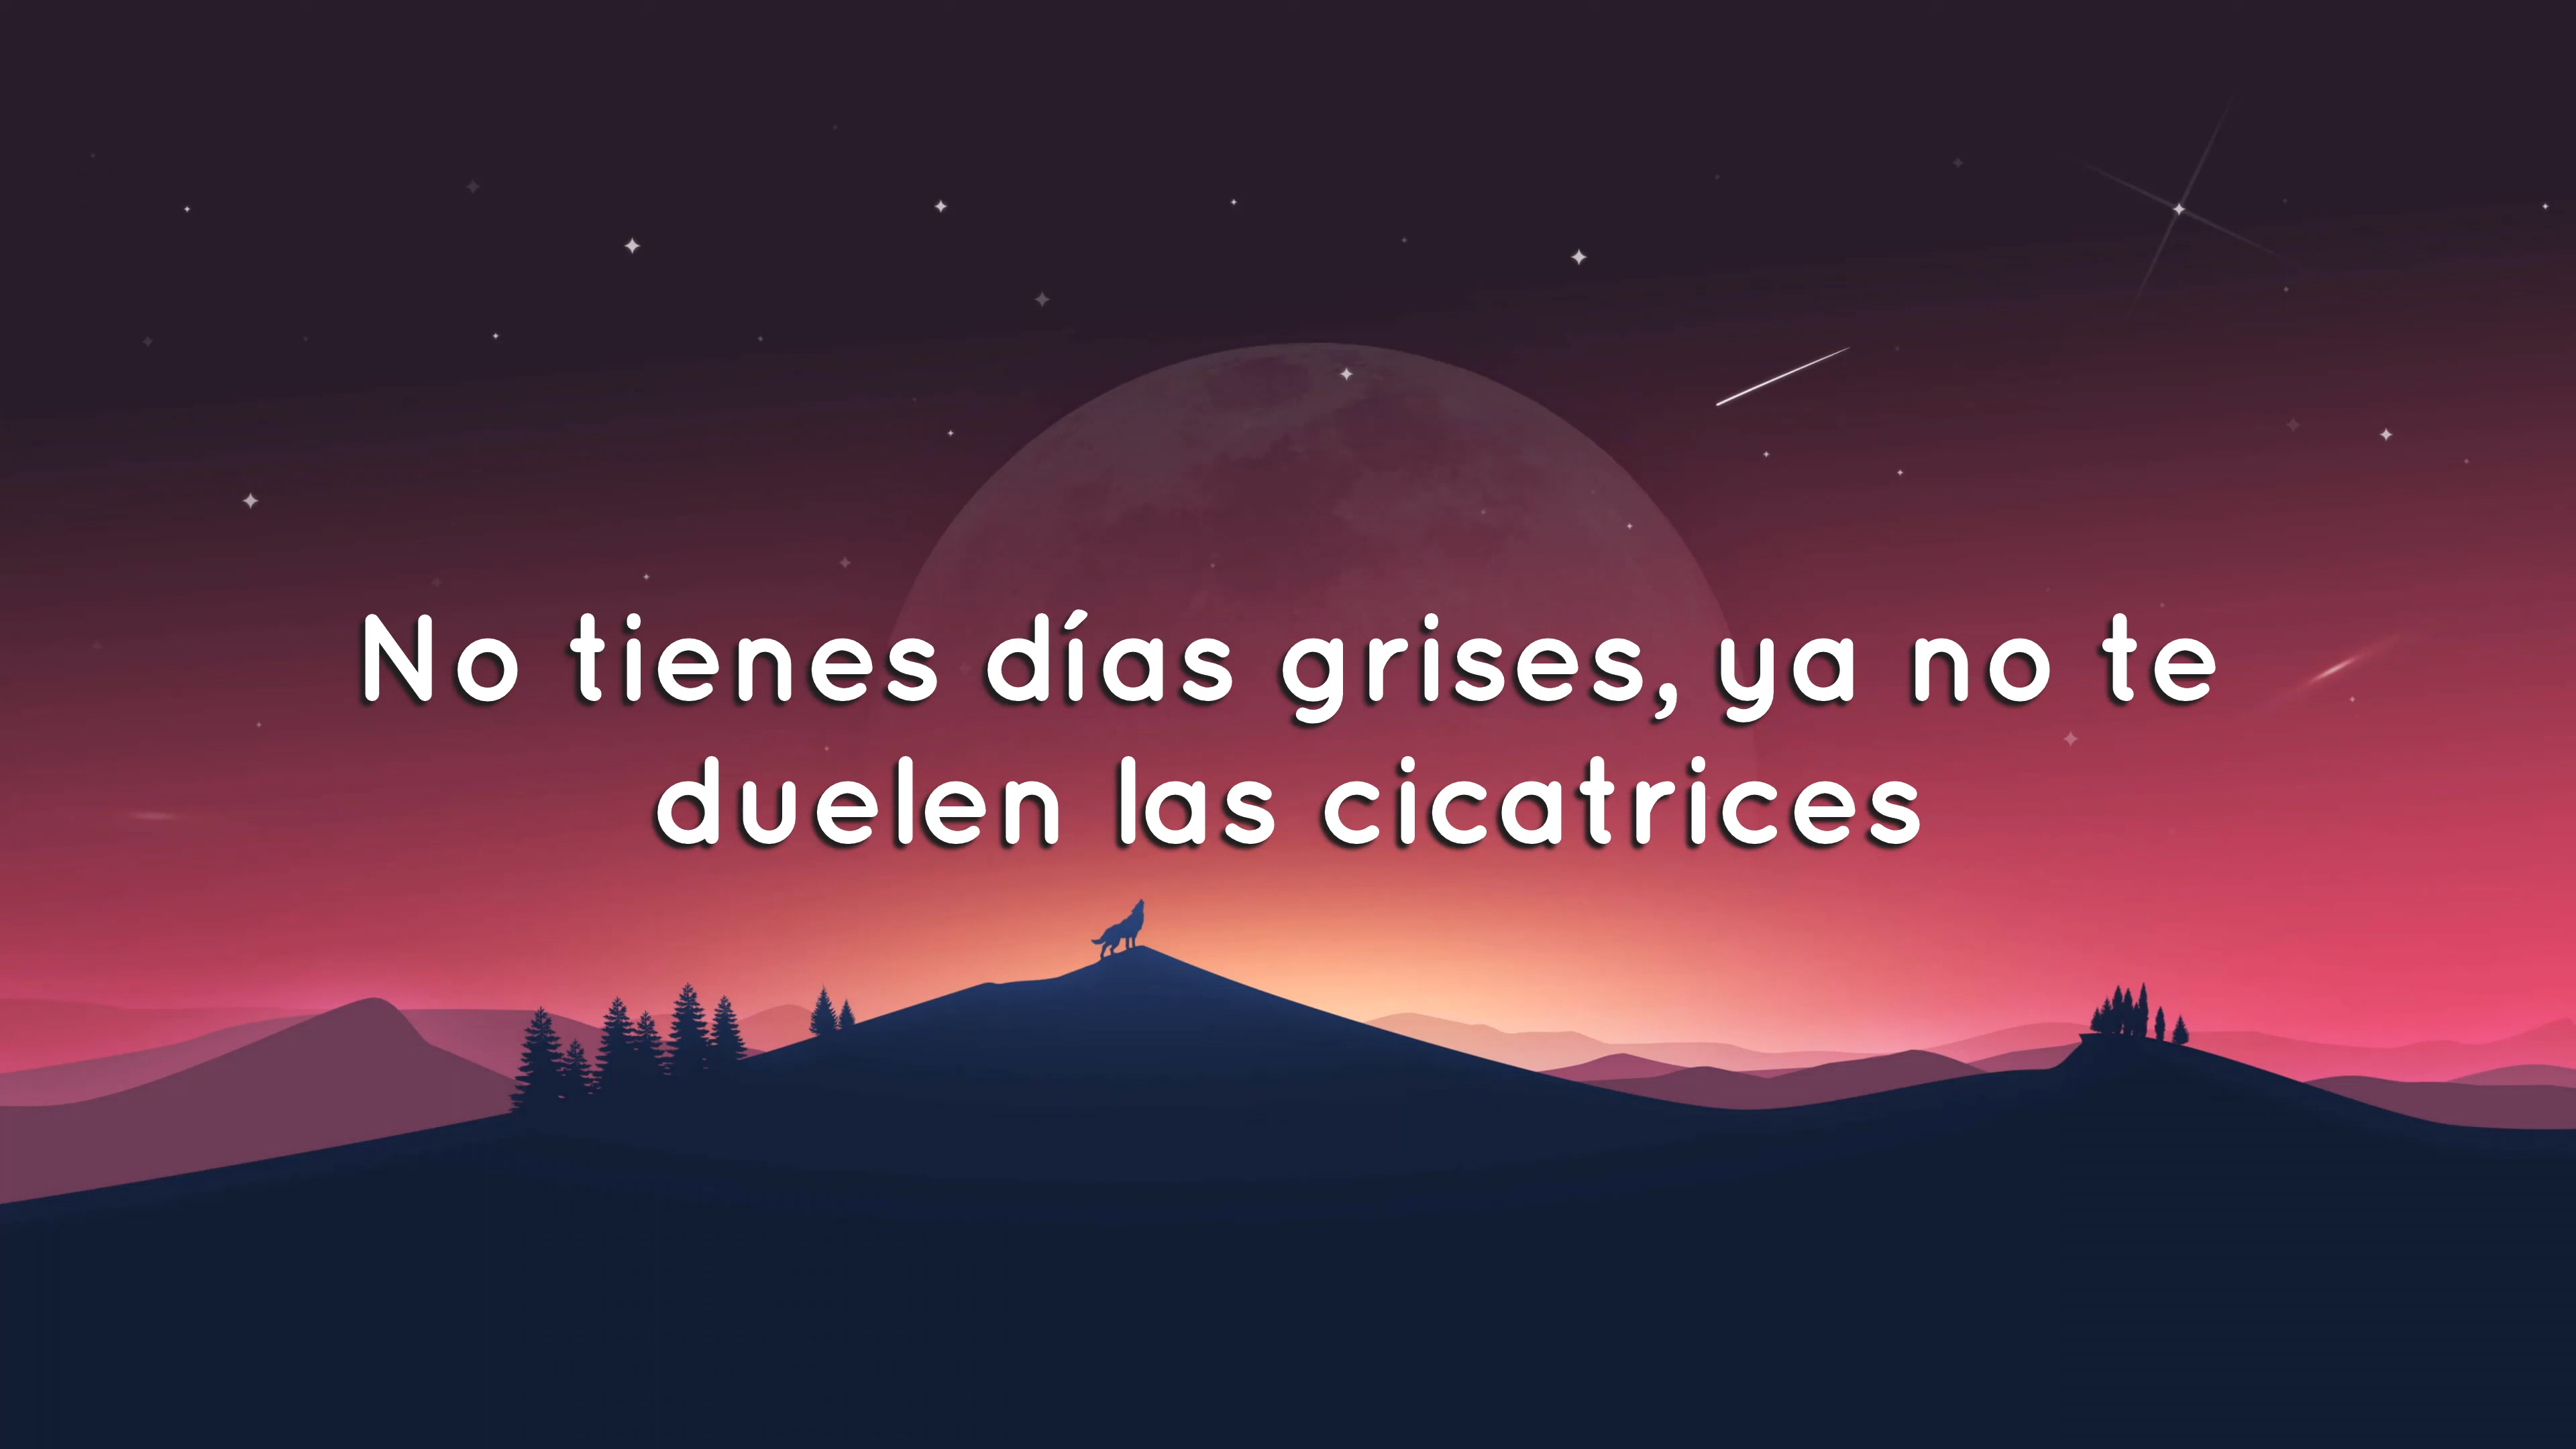 No tienes días grises, ya no te
duelen las cicatrices